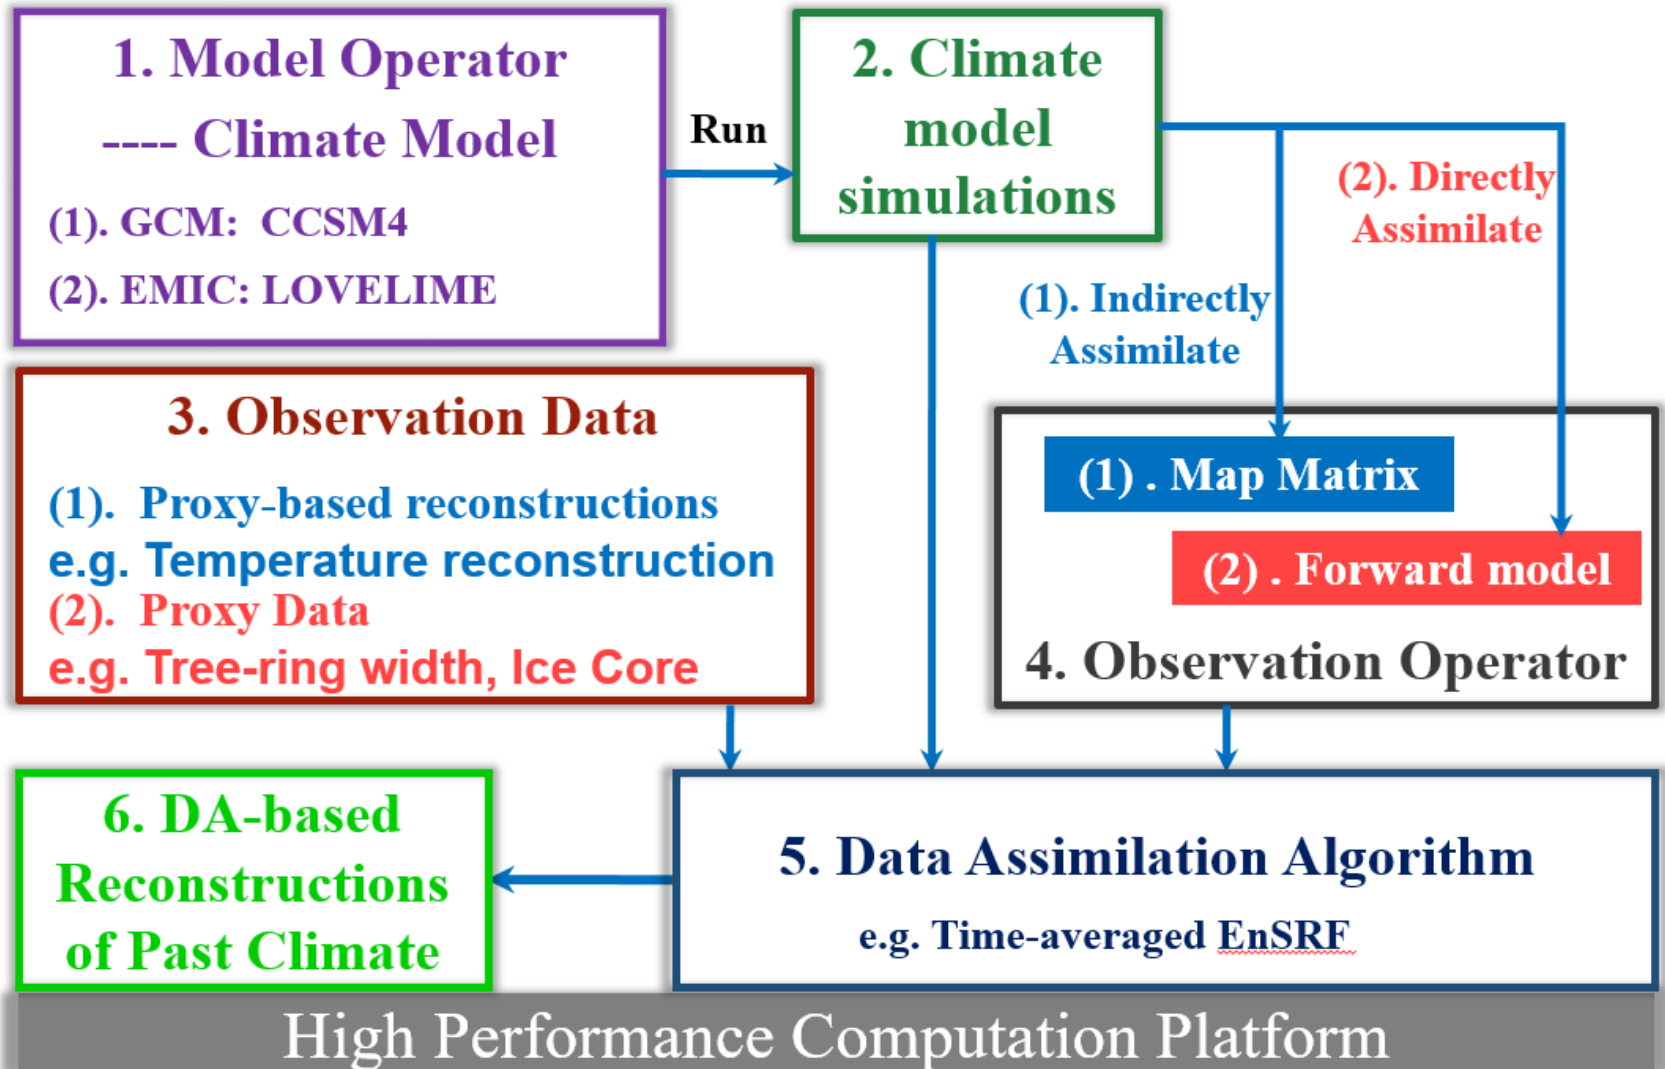 1. Model Operator
---- Climate Model
(1). GCM: CCSM4
(2). EMIC: LOVELIME
Run
2. Climate
model
simulations
(2). Directly
Assimilate
(1). Indirectly
Assimilate
3. Observation Data
(1). Proxy-based reconstructions
e.g. Temperature reconstruction
(2). Proxy Data
e.g. Tree-ring width, Ice Core
(1) . Map Matrix
(2) . Forward model
4. Observation Operator
5. Data Assimilation Algorithm
e.g. Time-averaged EnSRF
6. DA-based
Reconstructions
of Past Climate
High Performance Computation Platform